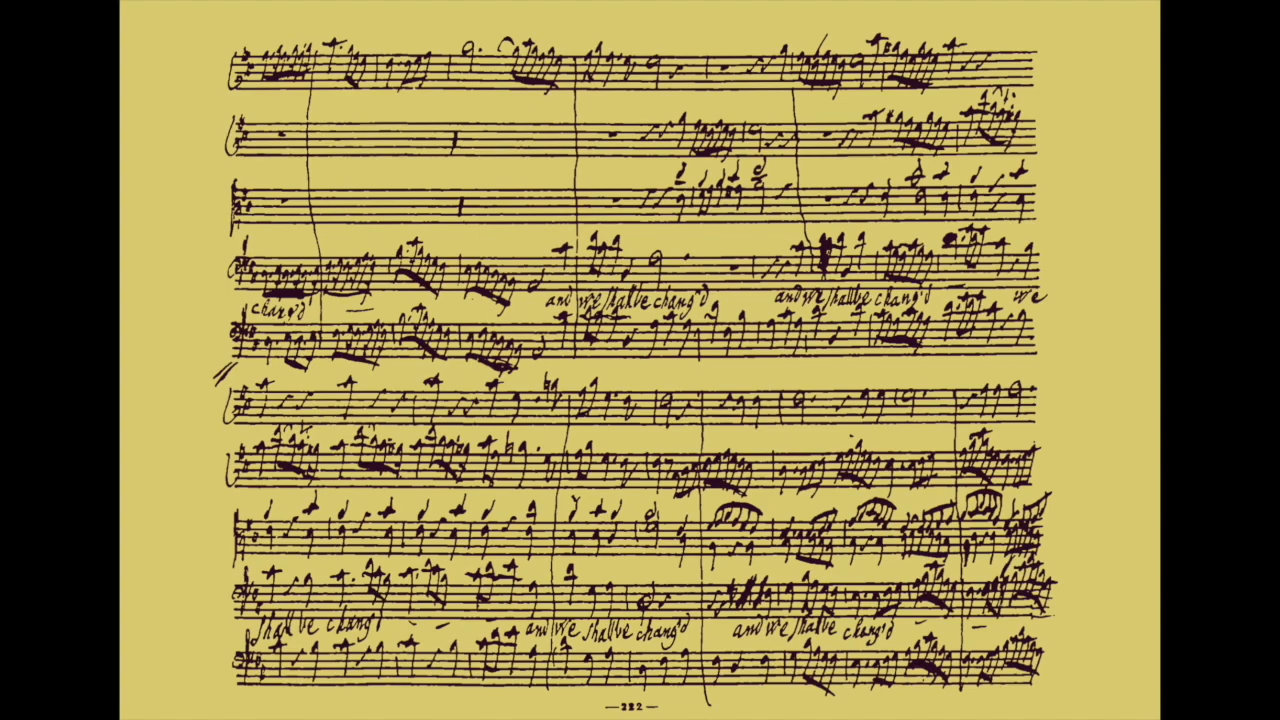 chang'd and we shall be chang'd and we shall be chang'd we
shall be chang'd and we shall be chang'd and we shall be chang'd
—222—